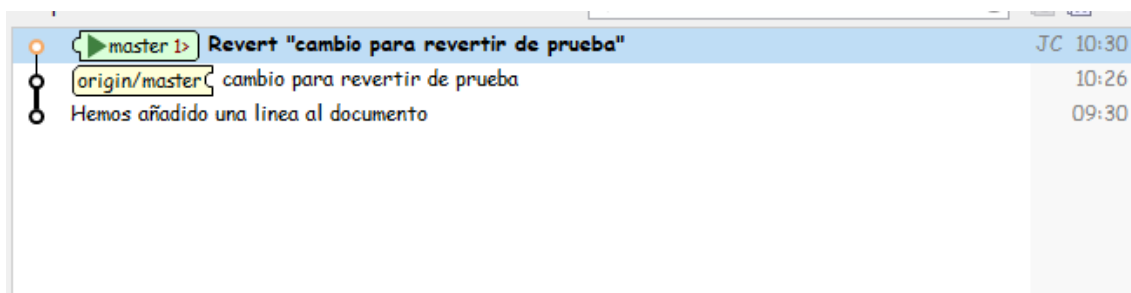 master 1> Revert "cambio para revertir de prueba" JC 10:30
origin/master cambio para revertir de prueba 10:26
Hemos añadido una linea al documento 09:30